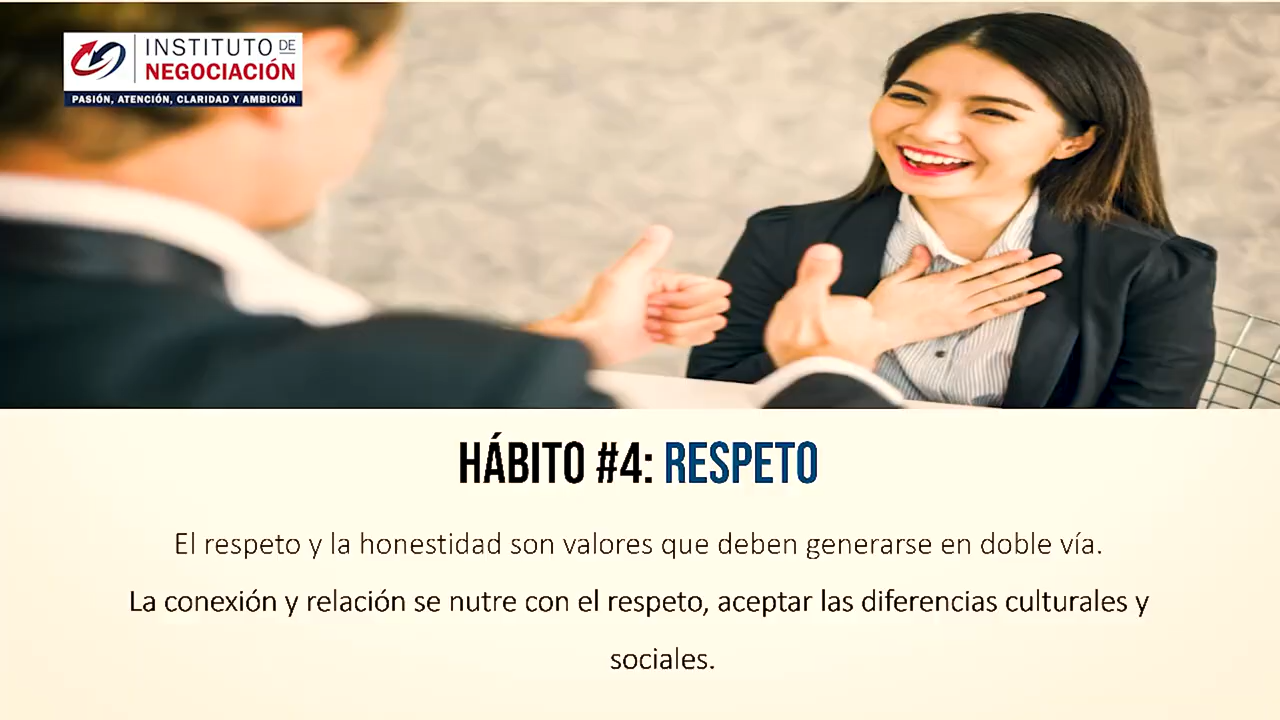 INSTITUTO DE
NEGOCIACIÓN
PASIÓN, ATENCIÓN, CLARIDAD Y AMBICIÓN
HÁBITO #4: RESPETO
El respeto y la honestidad son valores que deben generarse en doble vía.
La conexión y relación se nutre con el respeto, aceptar las diferencias culturales y
sociales.